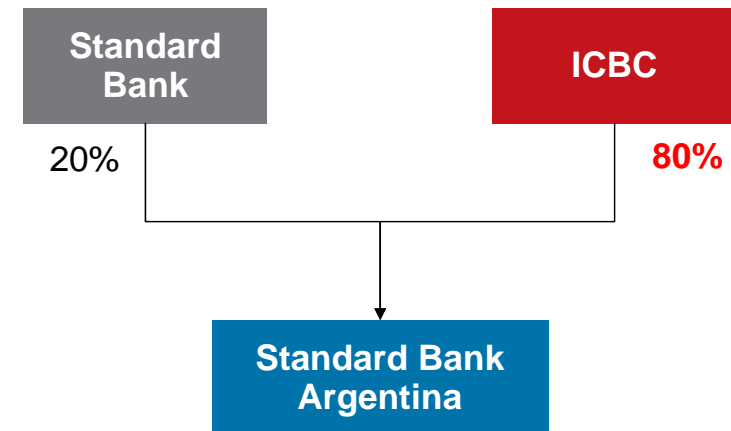 Standard
Bank
ICBC
20%
80%
Standard Bank
Argentina